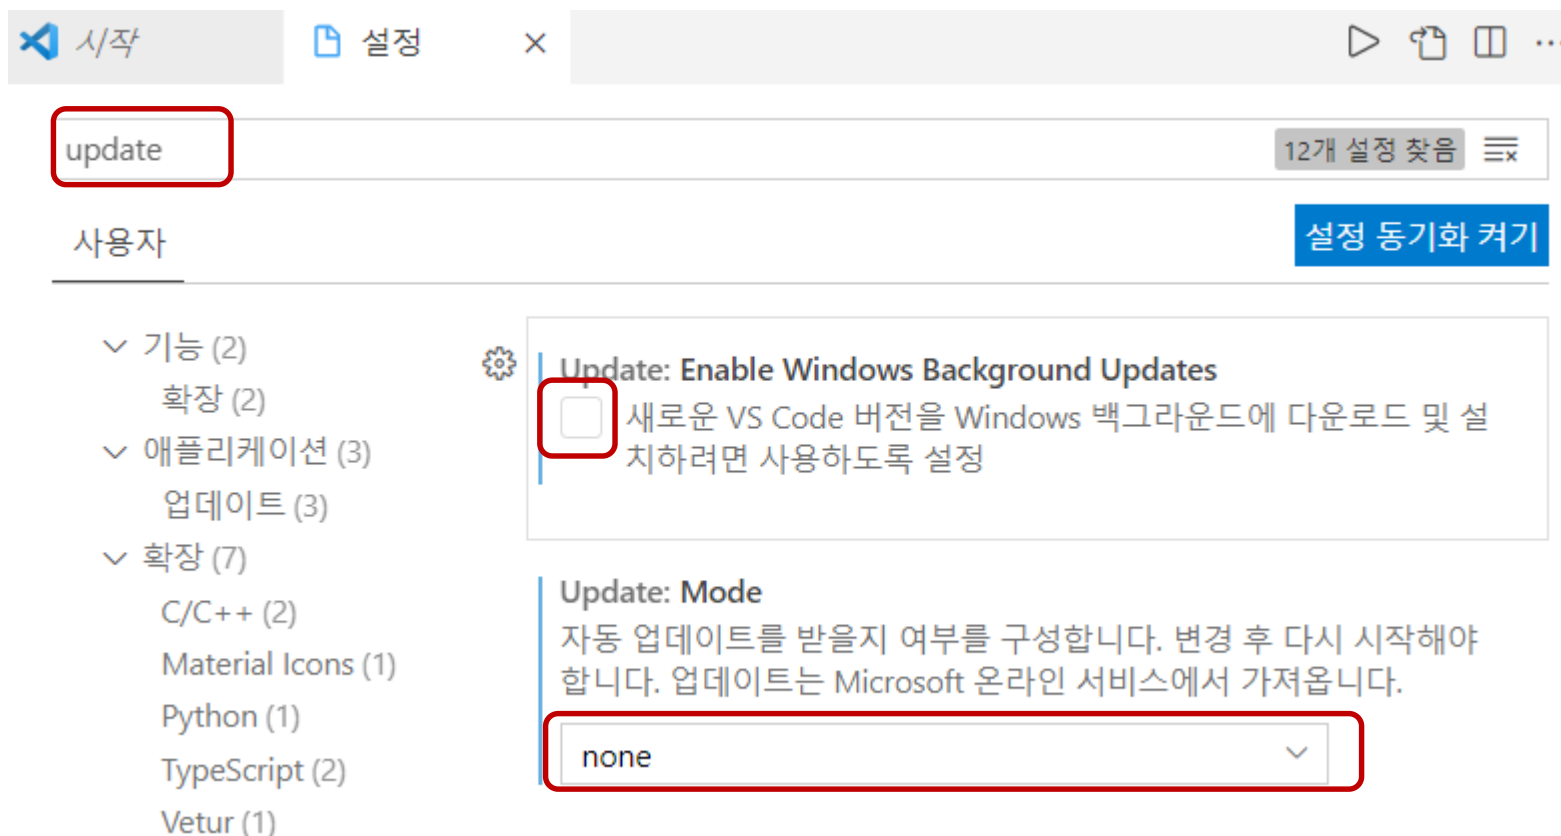 시작
설정
update
12개 설정 찾음
사용자
설정 동기화 켜기
기능 (2)
확장 (2)
애플리케이션 (3)
업데이트 (3)
확장 (7)
C/C++ (2)
Material Icons (1)
Python (1)
TypeScript (2)
Vetur (1)
Update: Enable Windows Background Updates
새로운 VS Code 버전을 Windows 백그라운드에 다운로드 및 설
치하려면 사용하도록 설정
Update: Mode
자동 업데이트를 받을지 여부를 구성합니다. 변경 후 다시 시작해야
합니다. 업데이트는 Microsoft 온라인 서비스에서 가져옵니다.
none